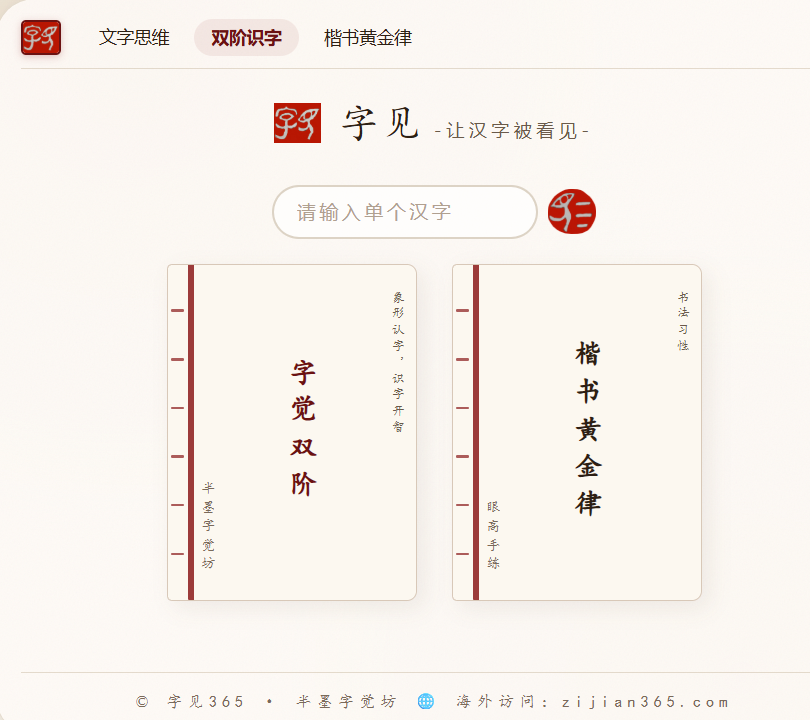 文字思维
双阶识字
楷书黄金律
字见 -让汉字被看见-
请输入单个汉字
象形认字，识字开智
字觉双阶
半墨字觉坊
书法习性
楷书黄金律
眼高手练
© 字见365 • 半墨字觉坊 🌐 海外访问：zijian365.com